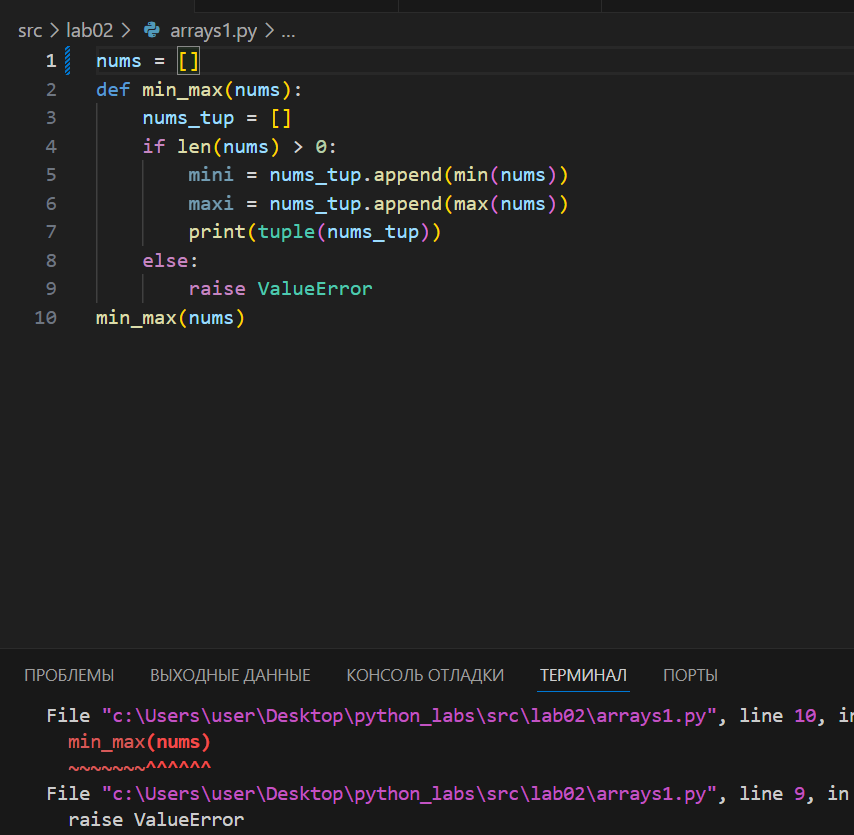 src > lab02 > arrays1.py > ...
1 nums = []
2 def min_max(nums):
3     nums_tup = []
4     if len(nums) > 0:
5         mini = nums_tup.append(min(nums))
6         maxi = nums_tup.append(max(nums))
7         print(tuple(nums_tup))
8     else:
9         raise ValueError
10 min_max(nums)
ПРОБЛЕМЫ ВЫХОДНЫЕ ДАННЫЕ КОНСОЛЬ ОТЛАДКИ ТЕРМИНАЛ ПОРТЫ
File "c:\Users\user\Desktop\python_labs\src\lab02\arrays1.py", line 10, in
min_max(nums)
~~~~~~~^^^^^^
File "c:\Users\user\Desktop\python_labs\src\lab02\arrays1.py", line 9, in
raise ValueError